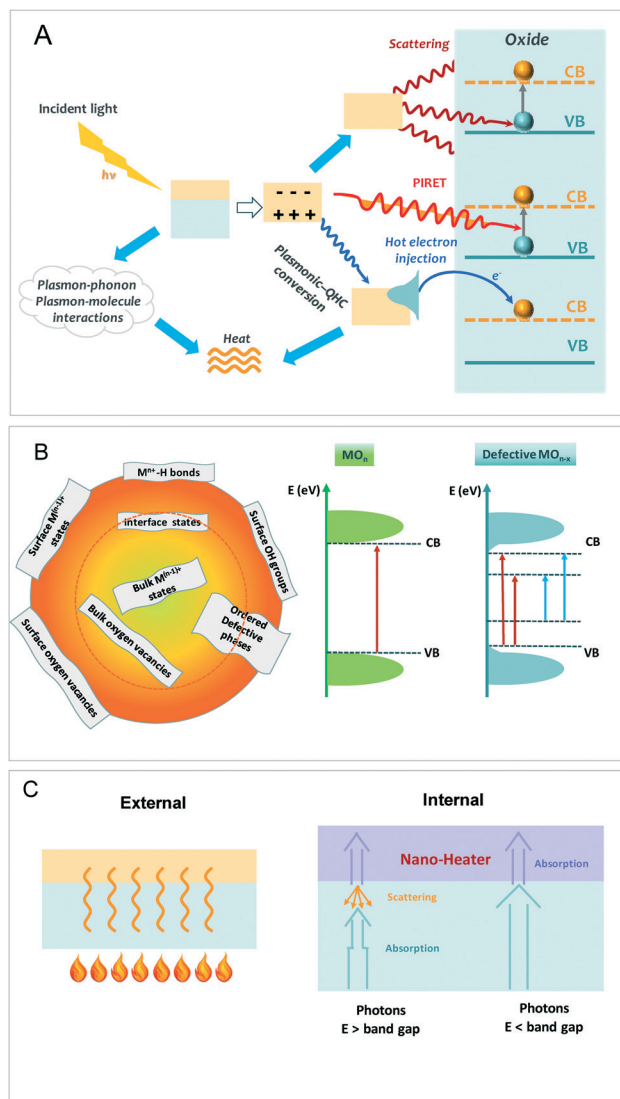 A
Scattering
Oxide
CB
VB
Incident light
hν
- - -
+ + +
PIRET
CB
VB
Plasmonic–QHC
conversion
Hot electron
injection
e-
CB
VB
Plasmon-phonon
Plasmon-molecule
interactions
Heat
B
Mn+-H bonds
Surface M(n-1)+
states
interface states
Surface OH groups
Bulk M(n-1)+
states
Bulk oxygen vacancies
Ordered
Defective
phases
Surface oxygen vacancies
MOn
E (eV)
CB
VB
Defective MOn-x
E (eV)
CB
VB
C
External
Internal
Nano-Heater
Absorption
Scattering
Absorption
Photons
E > band gap
Photons
E < band gap